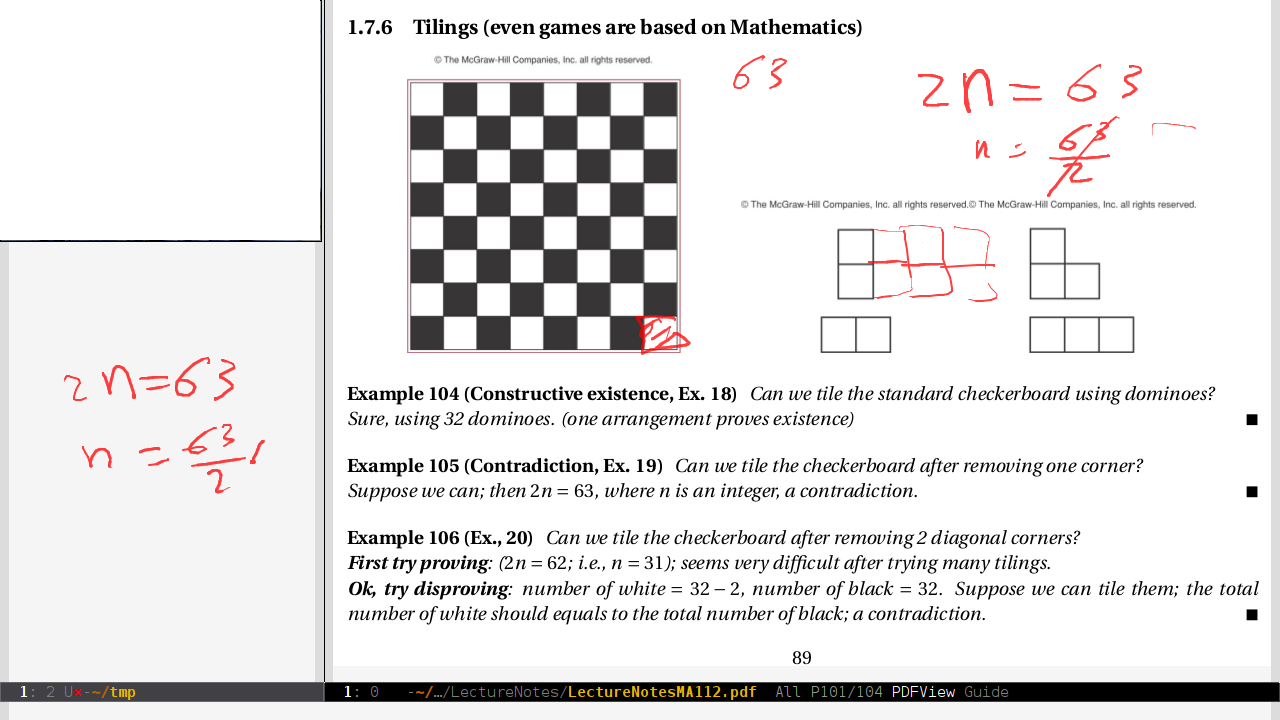 1.7.6 Tilings (even games are based on Mathematics)
© The McGraw-Hill Companies, Inc. all rights reserved.
63
2n = 63
n = 63/2
© The McGraw-Hill Companies, Inc. all rights reserved.© The McGraw-Hill Companies, Inc. all rights reserved.
2n=63
n = 63/2
Example 104 (Constructive existence, Ex. 18) Can we tile the standard checkerboard using dominoes?
Sure, using 32 dominoes. (one arrangement proves existence) ■
Example 105 (Contradiction, Ex. 19) Can we tile the checkerboard after removing one corner?
Suppose we can; then 2n = 63, where n is an integer, a contradiction. ■
Example 106 (Ex., 20) Can we tile the checkerboard after removing 2 diagonal corners?
First try proving: (2n = 62; i.e., n = 31); seems very difficult after trying many tilings.
Ok, try disproving: number of white = 32 − 2, number of black = 32. Suppose we can tile them; the total
number of white should equals to the total number of black; a contradiction. ■
89
1: 2 U×-~/tmp
1: 0 -~/…/LectureNotes/LectureNotesMA112.pdf All P101/104 PDFView Guide